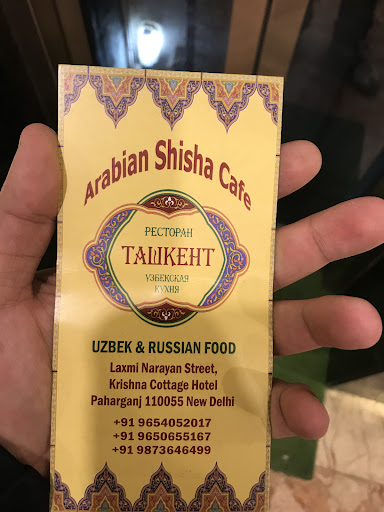 Arabian Shisha Cafe
РЕСТОРАН
ТАШКЕНТ
УЗБЕКСКАЯ
КУХНЯ
UZBEK & RUSSIAN FOOD
Laxmi Narayan Street,
Krishna Cottage Hotel
Paharganj 110055 New Delhi
+91 9654052017
+91 9650655167
+91 9873646499